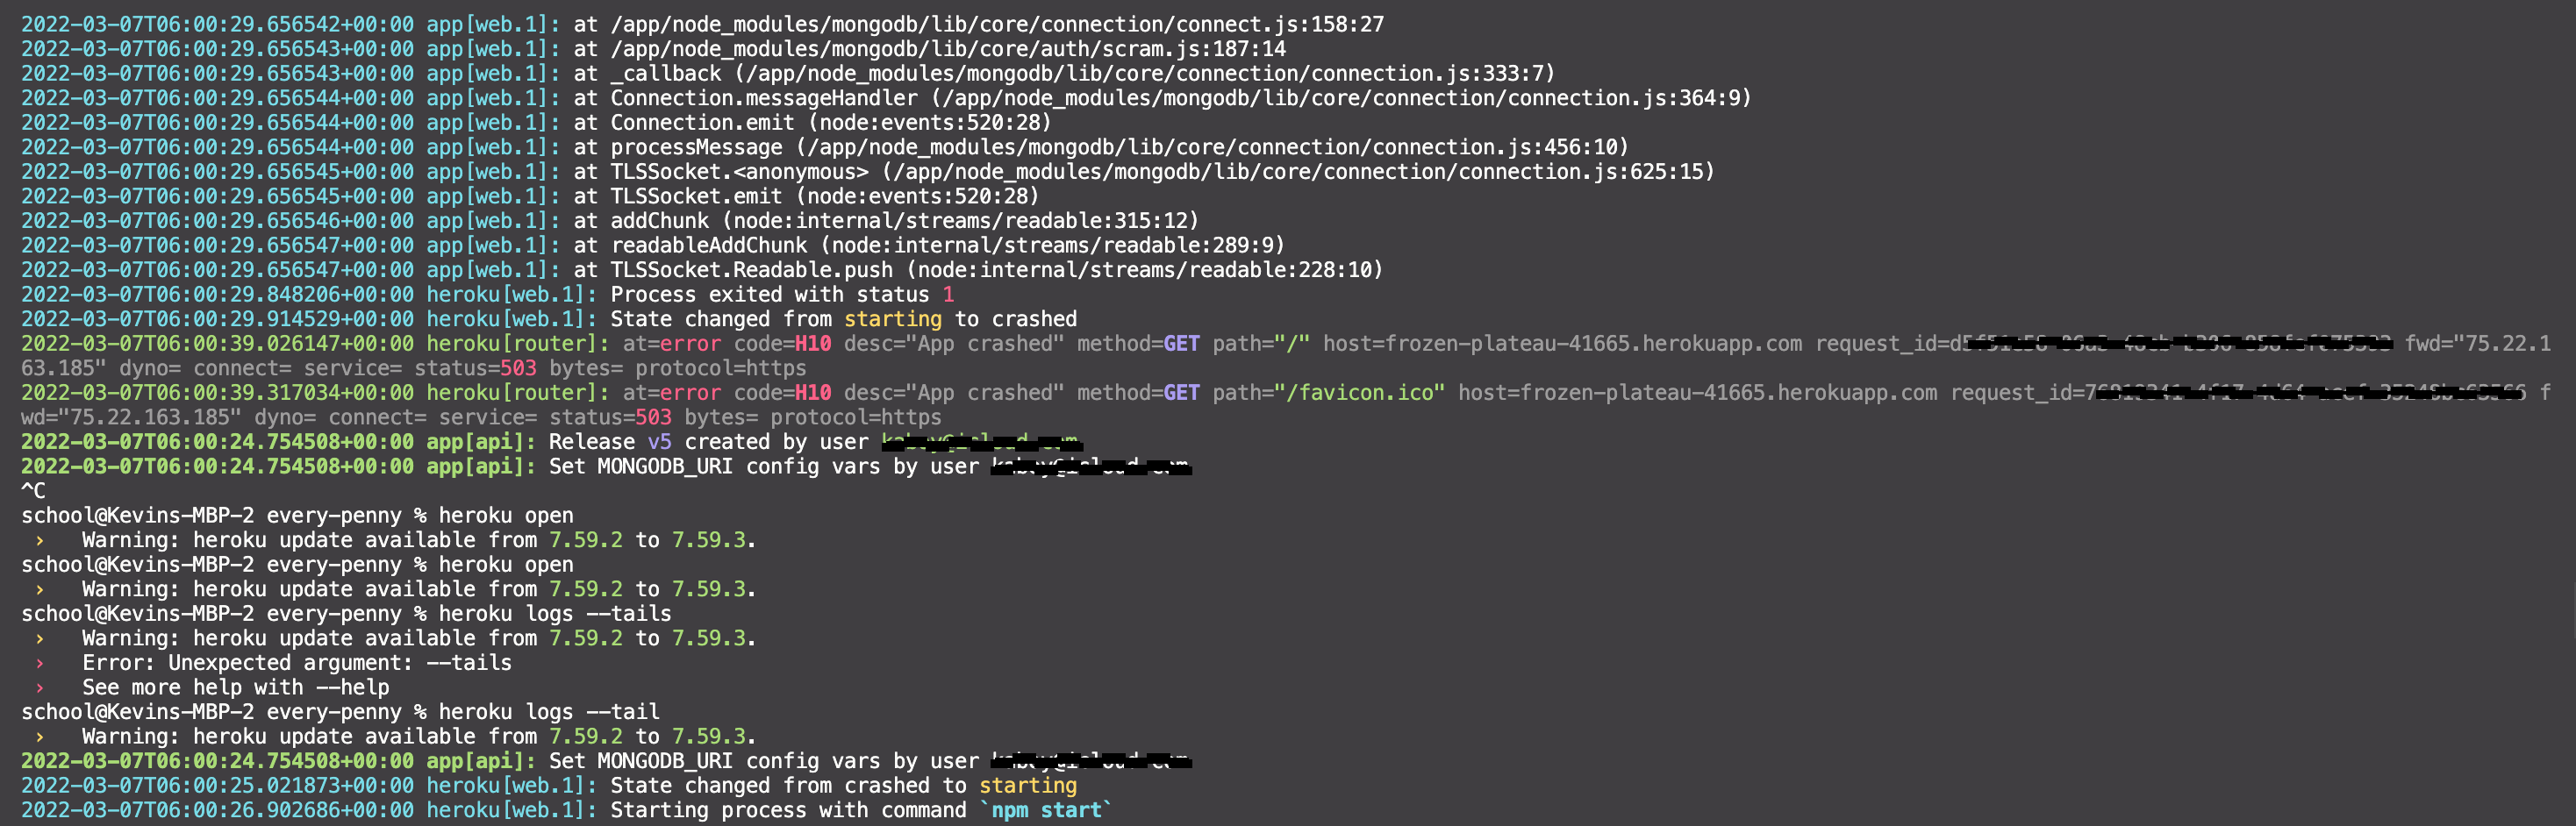 2022-03-07T06:00:29.656542+00:00 app[web.1]: at /app/node_modules/mongodb/lib/core/connection/connect.js:158:27
2022-03-07T06:00:29.656543+00:00 app[web.1]: at /app/node_modules/mongodb/lib/core/auth/scram.js:187:14
2022-03-07T06:00:29.656543+00:00 app[web.1]: at _callback (/app/node_modules/mongodb/lib/core/connection/connection.js:333:7)
2022-03-07T06:00:29.656544+00:00 app[web.1]: at Connection.messageHandler (/app/node_modules/mongodb/lib/core/connection/connection.js:364:9)
2022-03-07T06:00:29.656544+00:00 app[web.1]: at Connection.emit (node:events:520:28)
2022-03-07T06:00:29.656544+00:00 app[web.1]: at processMessage (/app/node_modules/mongodb/lib/core/connection/connection.js:456:10)
2022-03-07T06:00:29.656545+00:00 app[web.1]: at TLSSocket.<anonymous> (/app/node_modules/mongodb/lib/core/connection/connection.js:625:15)
2022-03-07T06:00:29.656545+00:00 app[web.1]: at TLSSocket.emit (node:events:520:28)
2022-03-07T06:00:29.656546+00:00 app[web.1]: at addChunk (node:internal/streams/readable:315:12)
2022-03-07T06:00:29.656547+00:00 app[web.1]: at readableAddChunk (node:internal/streams/readable:289:9)
2022-03-07T06:00:29.656547+00:00 app[web.1]: at TLSSocket.Readable.push (node:internal/streams/readable:228:10)
2022-03-07T06:00:29.848206+00:00 heroku[web.1]: Process exited with status 1
2022-03-07T06:00:29.914529+00:00 heroku[web.1]: State changed from starting to crashed
2022-03-07T06:00:39.026147+00:00 heroku[router]: at=error code=H10 desc="App crashed" method=GET path="/" host=frozen-plateau-41665.herokuapp.com request_id= fwd="75.22.1
63.185" dyno= connect= service= status=503 bytes= protocol=https
2022-03-07T06:00:39.317034+00:00 heroku[router]: at=error code=H10 desc="App crashed" method=GET path="/favicon.ico" host=frozen-plateau-41665.herokuapp.com request_id= f
wd="75.22.163.185" dyno= connect= service= status=503 bytes= protocol=https
2022-03-07T06:00:24.754508+00:00 app[api]: Release v5 created by user
2022-03-07T06:00:24.754508+00:00 app[api]: Set MONGODB_URI config vars by user
^C
school@Kevins-MBP-2 every-penny % heroku open
› Warning: heroku update available from 7.59.2 to 7.59.3.
school@Kevins-MBP-2 every-penny % heroku open
› Warning: heroku update available from 7.59.2 to 7.59.3.
school@Kevins-MBP-2 every-penny % heroku logs --tails
› Warning: heroku update available from 7.59.2 to 7.59.3.
› Error: Unexpected argument: --tails
› See more help with --help
school@Kevins-MBP-2 every-penny % heroku logs --tail
› Warning: heroku update available from 7.59.2 to 7.59.3.
2022-03-07T06:00:24.754508+00:00 app[api]: Set MONGODB_URI config vars by user
2022-03-07T06:00:25.021873+00:00 heroku[web.1]: State changed from crashed to starting
2022-03-07T06:00:26.902686+00:00 heroku[web.1]: Starting process with command `npm start`